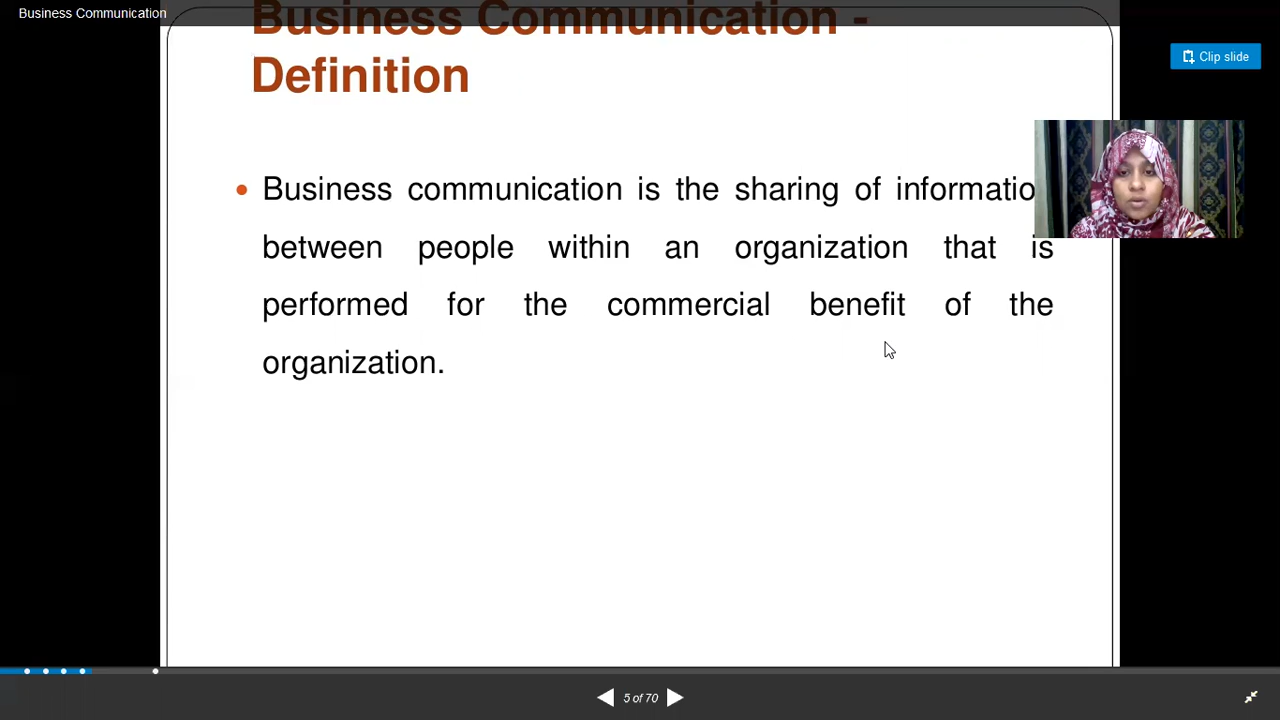 Business Communication
Business Communication -
Definition
Clip slide
• Business communication is the sharing of informatio
between people within an organization that is
performed for the commercial benefit of the
organization.
5 of 70